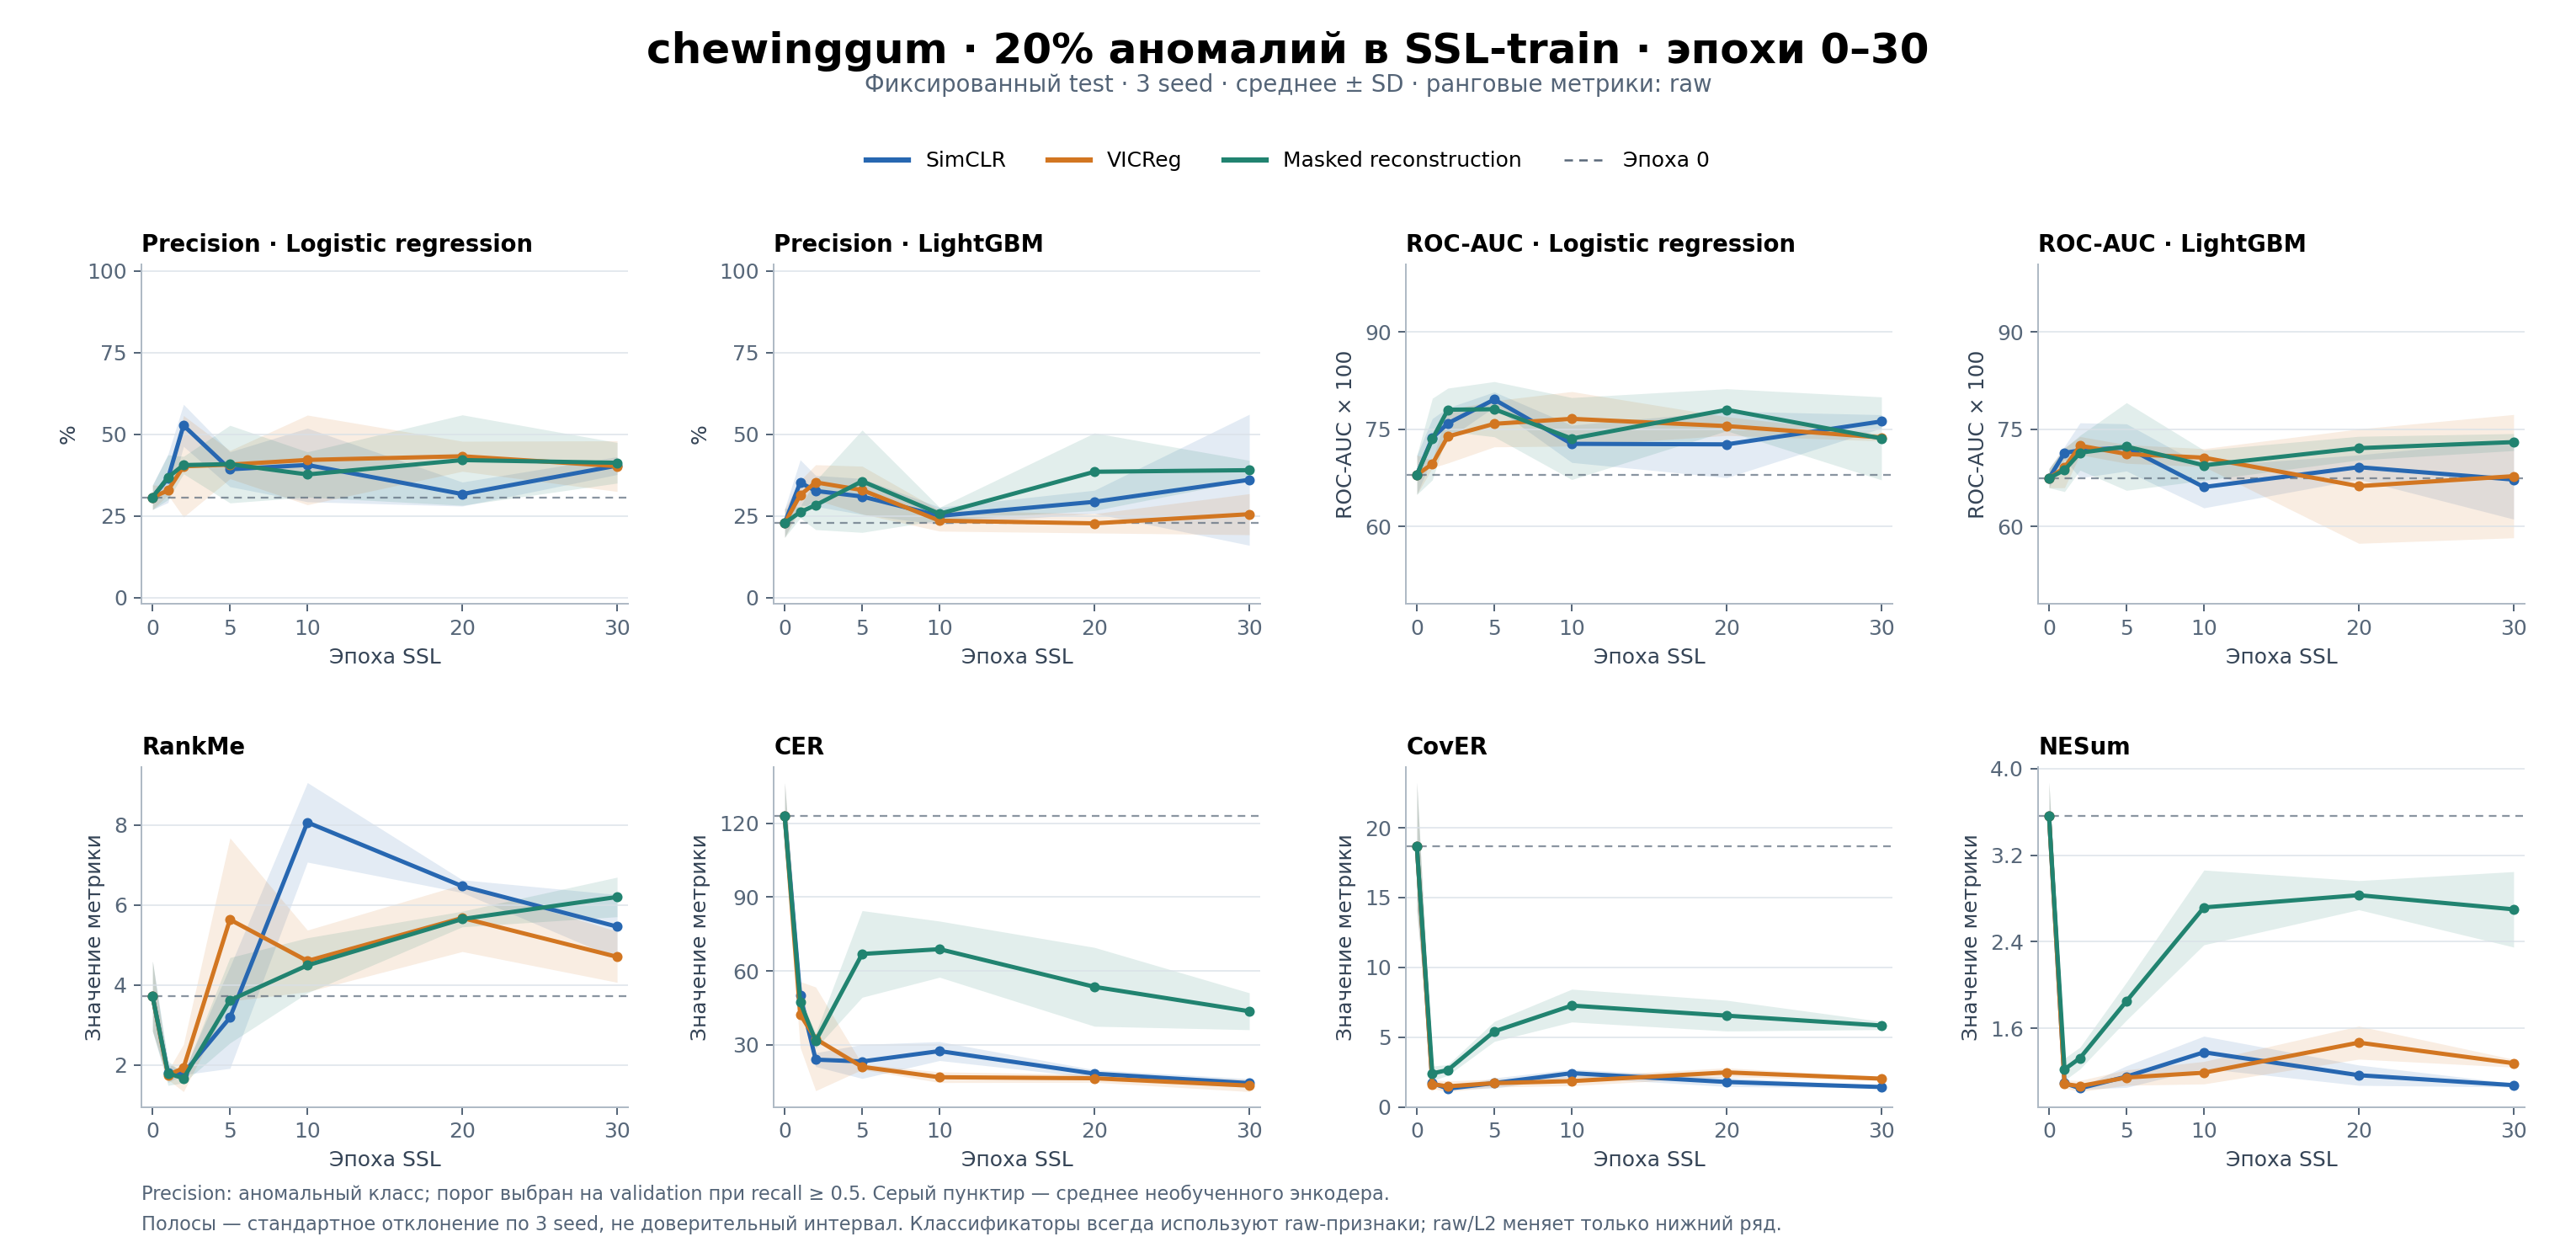 chewinggum · 20% аномалий в SSL-train · эпохи 0–30
Фиксированный test · 3 seed · среднее ± SD · ранговые метрики: raw
SimCLR VICReg Masked reconstruction Эпоха 0
Precision · Logistic regression
100
75
50
25
0
%
0 5 10 20 30
Эпоха SSL
Precision · LightGBM
100
75
50
25
0
%
0 5 10 20 30
Эпоха SSL
ROC-AUC · Logistic regression
90
75
60
ROC-AUC × 100
0 5 10 20 30
Эпоха SSL
ROC-AUC · LightGBM
90
75
60
ROC-AUC × 100
0 5 10 20 30
Эпоха SSL
RankMe
8
6
4
2
Значение метрики
0 5 10 20 30
Эпоха SSL
CER
120
90
60
30
Значение метрики
0 5 10 20 30
Эпоха SSL
CovER
20
15
10
5
0
Значение метрики
0 5 10 20 30
Эпоха SSL
NESum
4.0
3.2
2.4
1.6
Значение метрики
0 5 10 20 30
Эпоха SSL
Precision: аномальный класс; порог выбран на validation при recall ≥ 0.5. Серый пунктир — среднее необученного энкодера.
Полосы — стандартное отклонение по 3 seed, не доверительный интервал. Классификаторы всегда используют raw-признаки; raw/L2 меняет только нижний ряд.